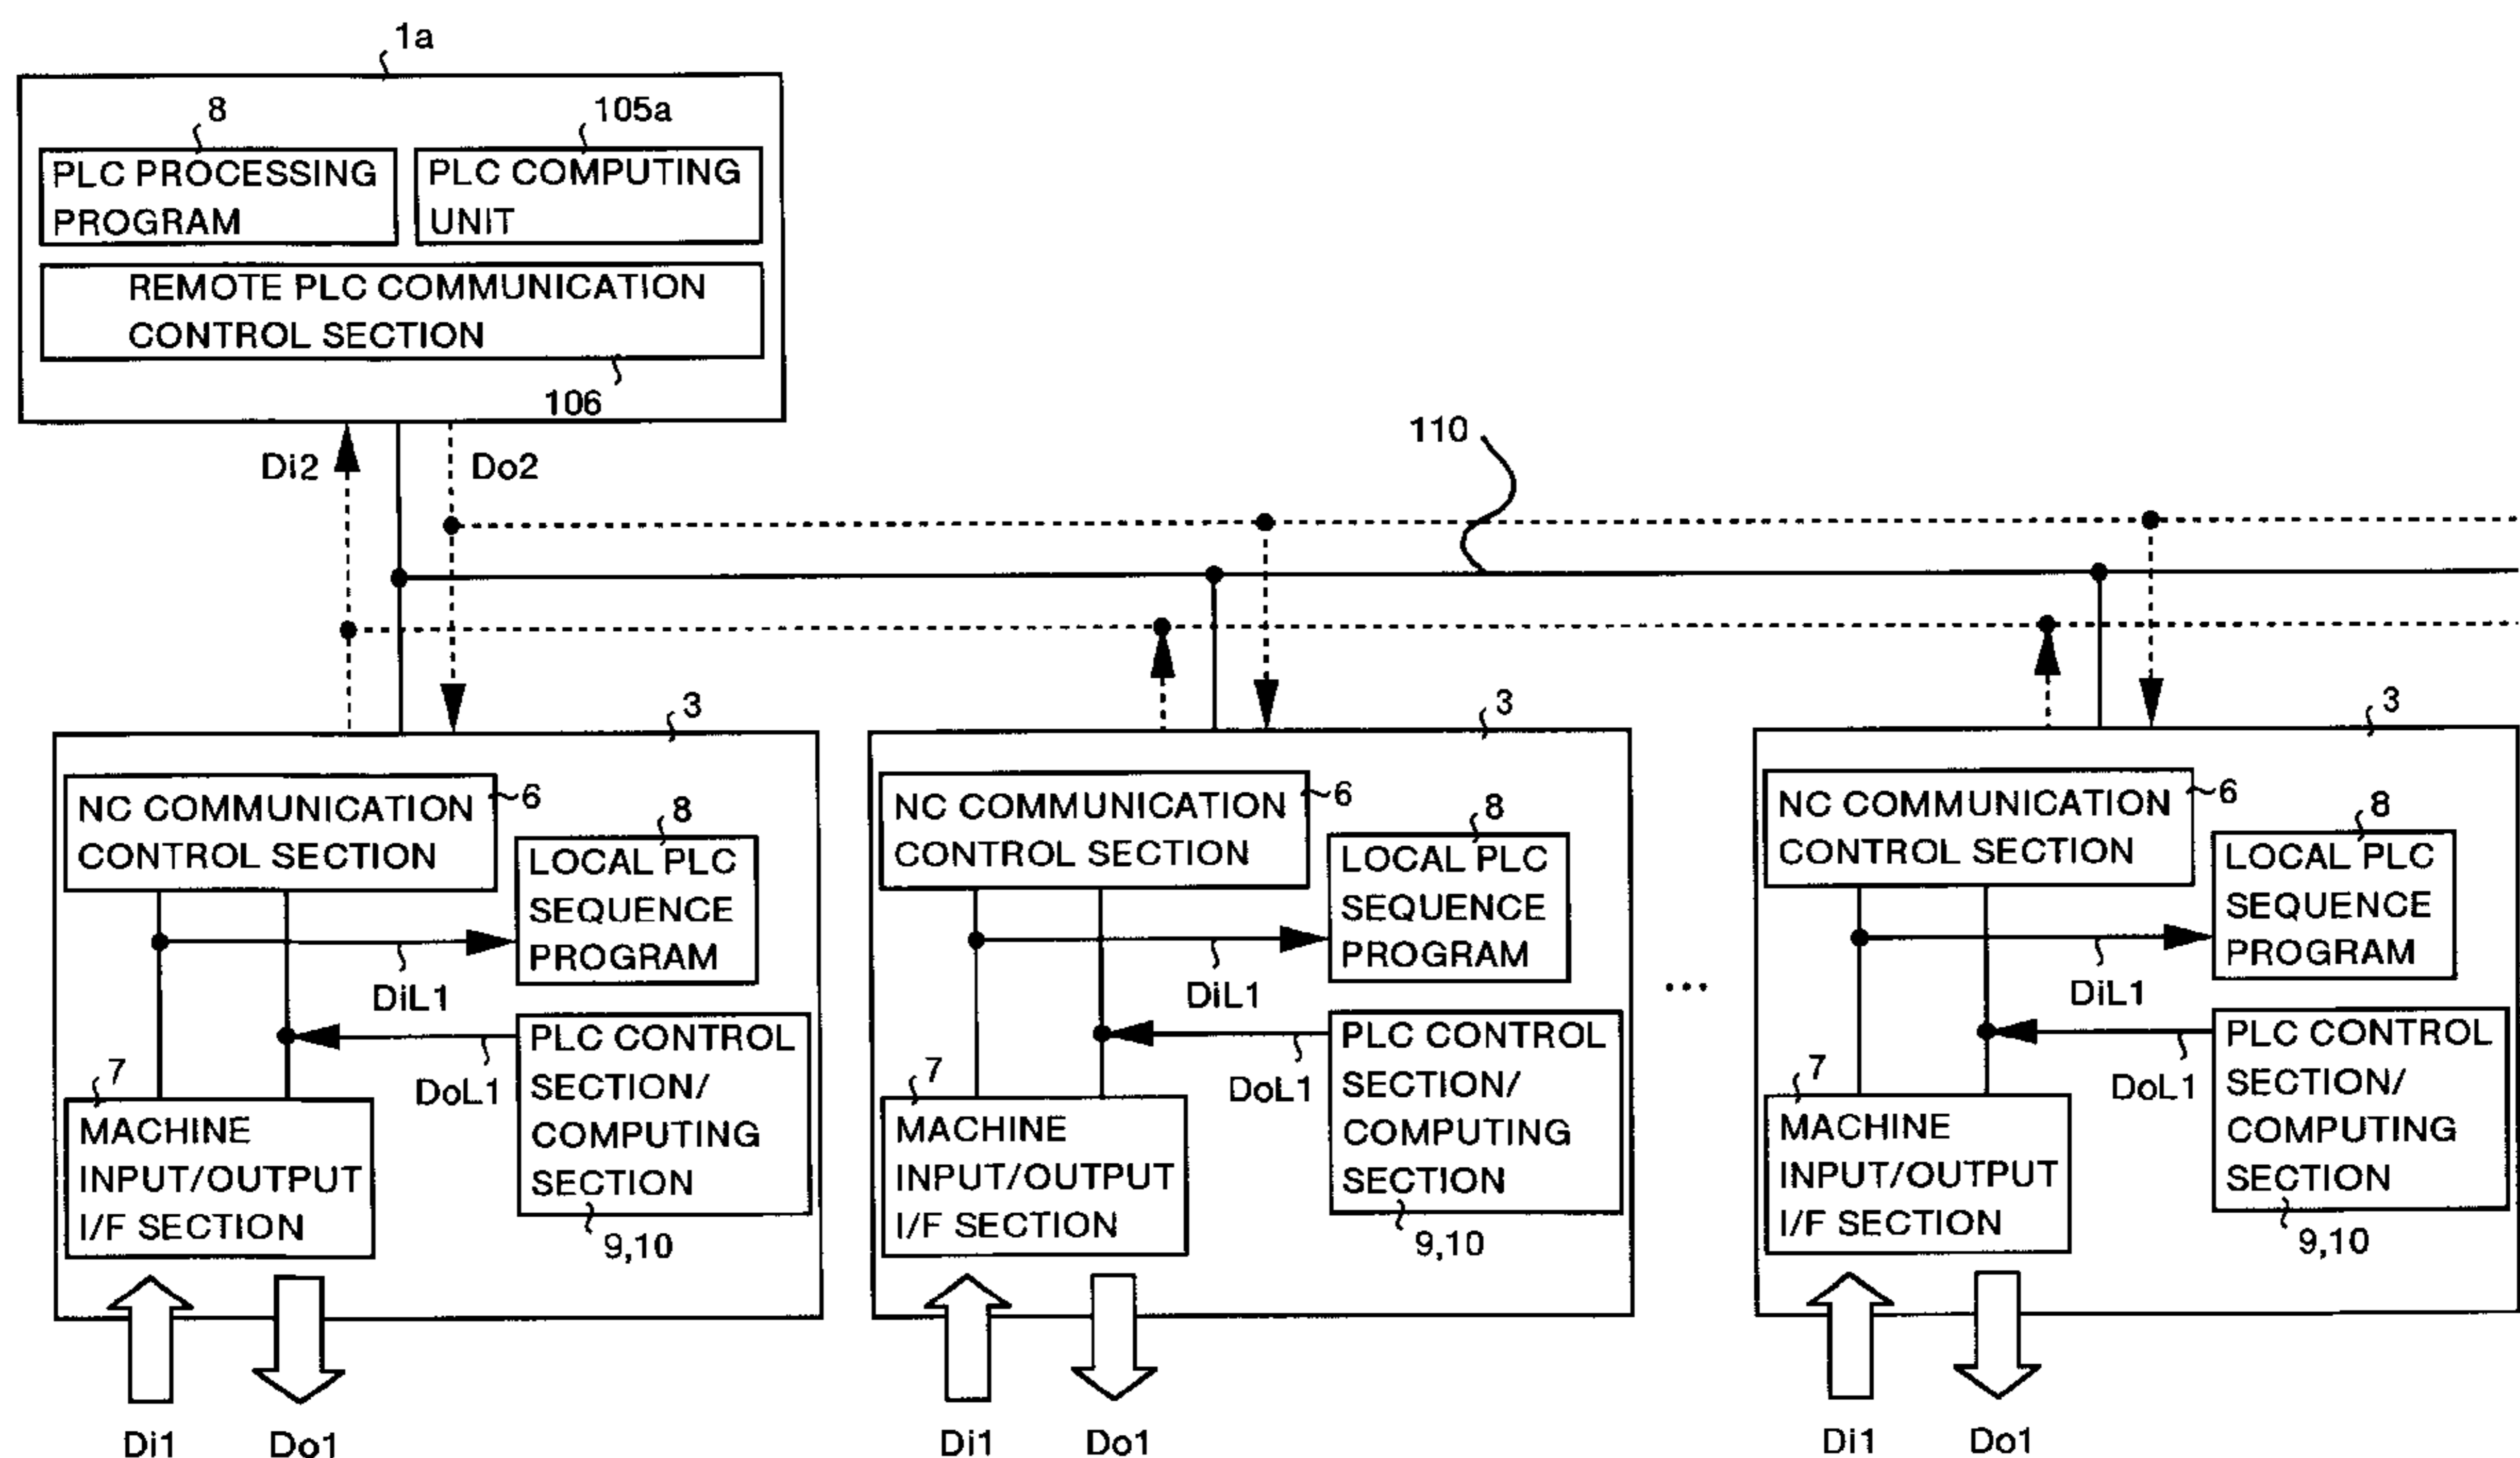 1a
8
105a
PLC PROCESSING
PROGRAM
PLC COMPUTING
UNIT
REMOTE PLC COMMUNICATION
CONTROL SECTION
106
Di2
Do2
110
3
NC COMMUNICATION
CONTROL SECTION
6
8
LOCAL PLC
SEQUENCE
PROGRAM
DiL1
DoL1
PLC CONTROL
SECTION/
COMPUTING
SECTION
9,10
7
MACHINE
INPUT/OUTPUT
I/F SECTION
Di1
Do1
3
NC COMMUNICATION
CONTROL SECTION
6
8
LOCAL PLC
SEQUENCE
PROGRAM
DiL1
DoL1
PLC CONTROL
SECTION/
COMPUTING
SECTION
9,10
7
MACHINE
INPUT/OUTPUT
I/F SECTION
Di1
Do1
...
3
NC COMMUNICATION
CONTROL SECTION
6
8
LOCAL PLC
SEQUENCE
PROGRAM
DiL1
DoL1
PLC CONTROL
SECTION/
COMPUTING
SECTION
9,10
7
MACHINE
INPUT/OUTPUT
I/F SECTION
Di1
Do1